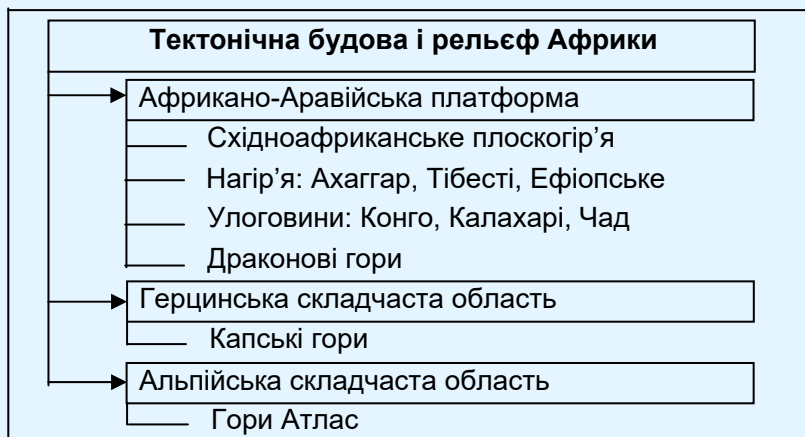 Тектонічна будова і рельєф Африки
Африкано-Аравійська платформа
Східноафриканське плоскогір’я
Нагір’я: Ахаггар, Тібесті, Ефіопське
Улоговини: Конго, Калахарі, Чад
Драконові гори
Герцинська складчаста область
Капські гори
Альпійська складчаста область
Гори Атлас